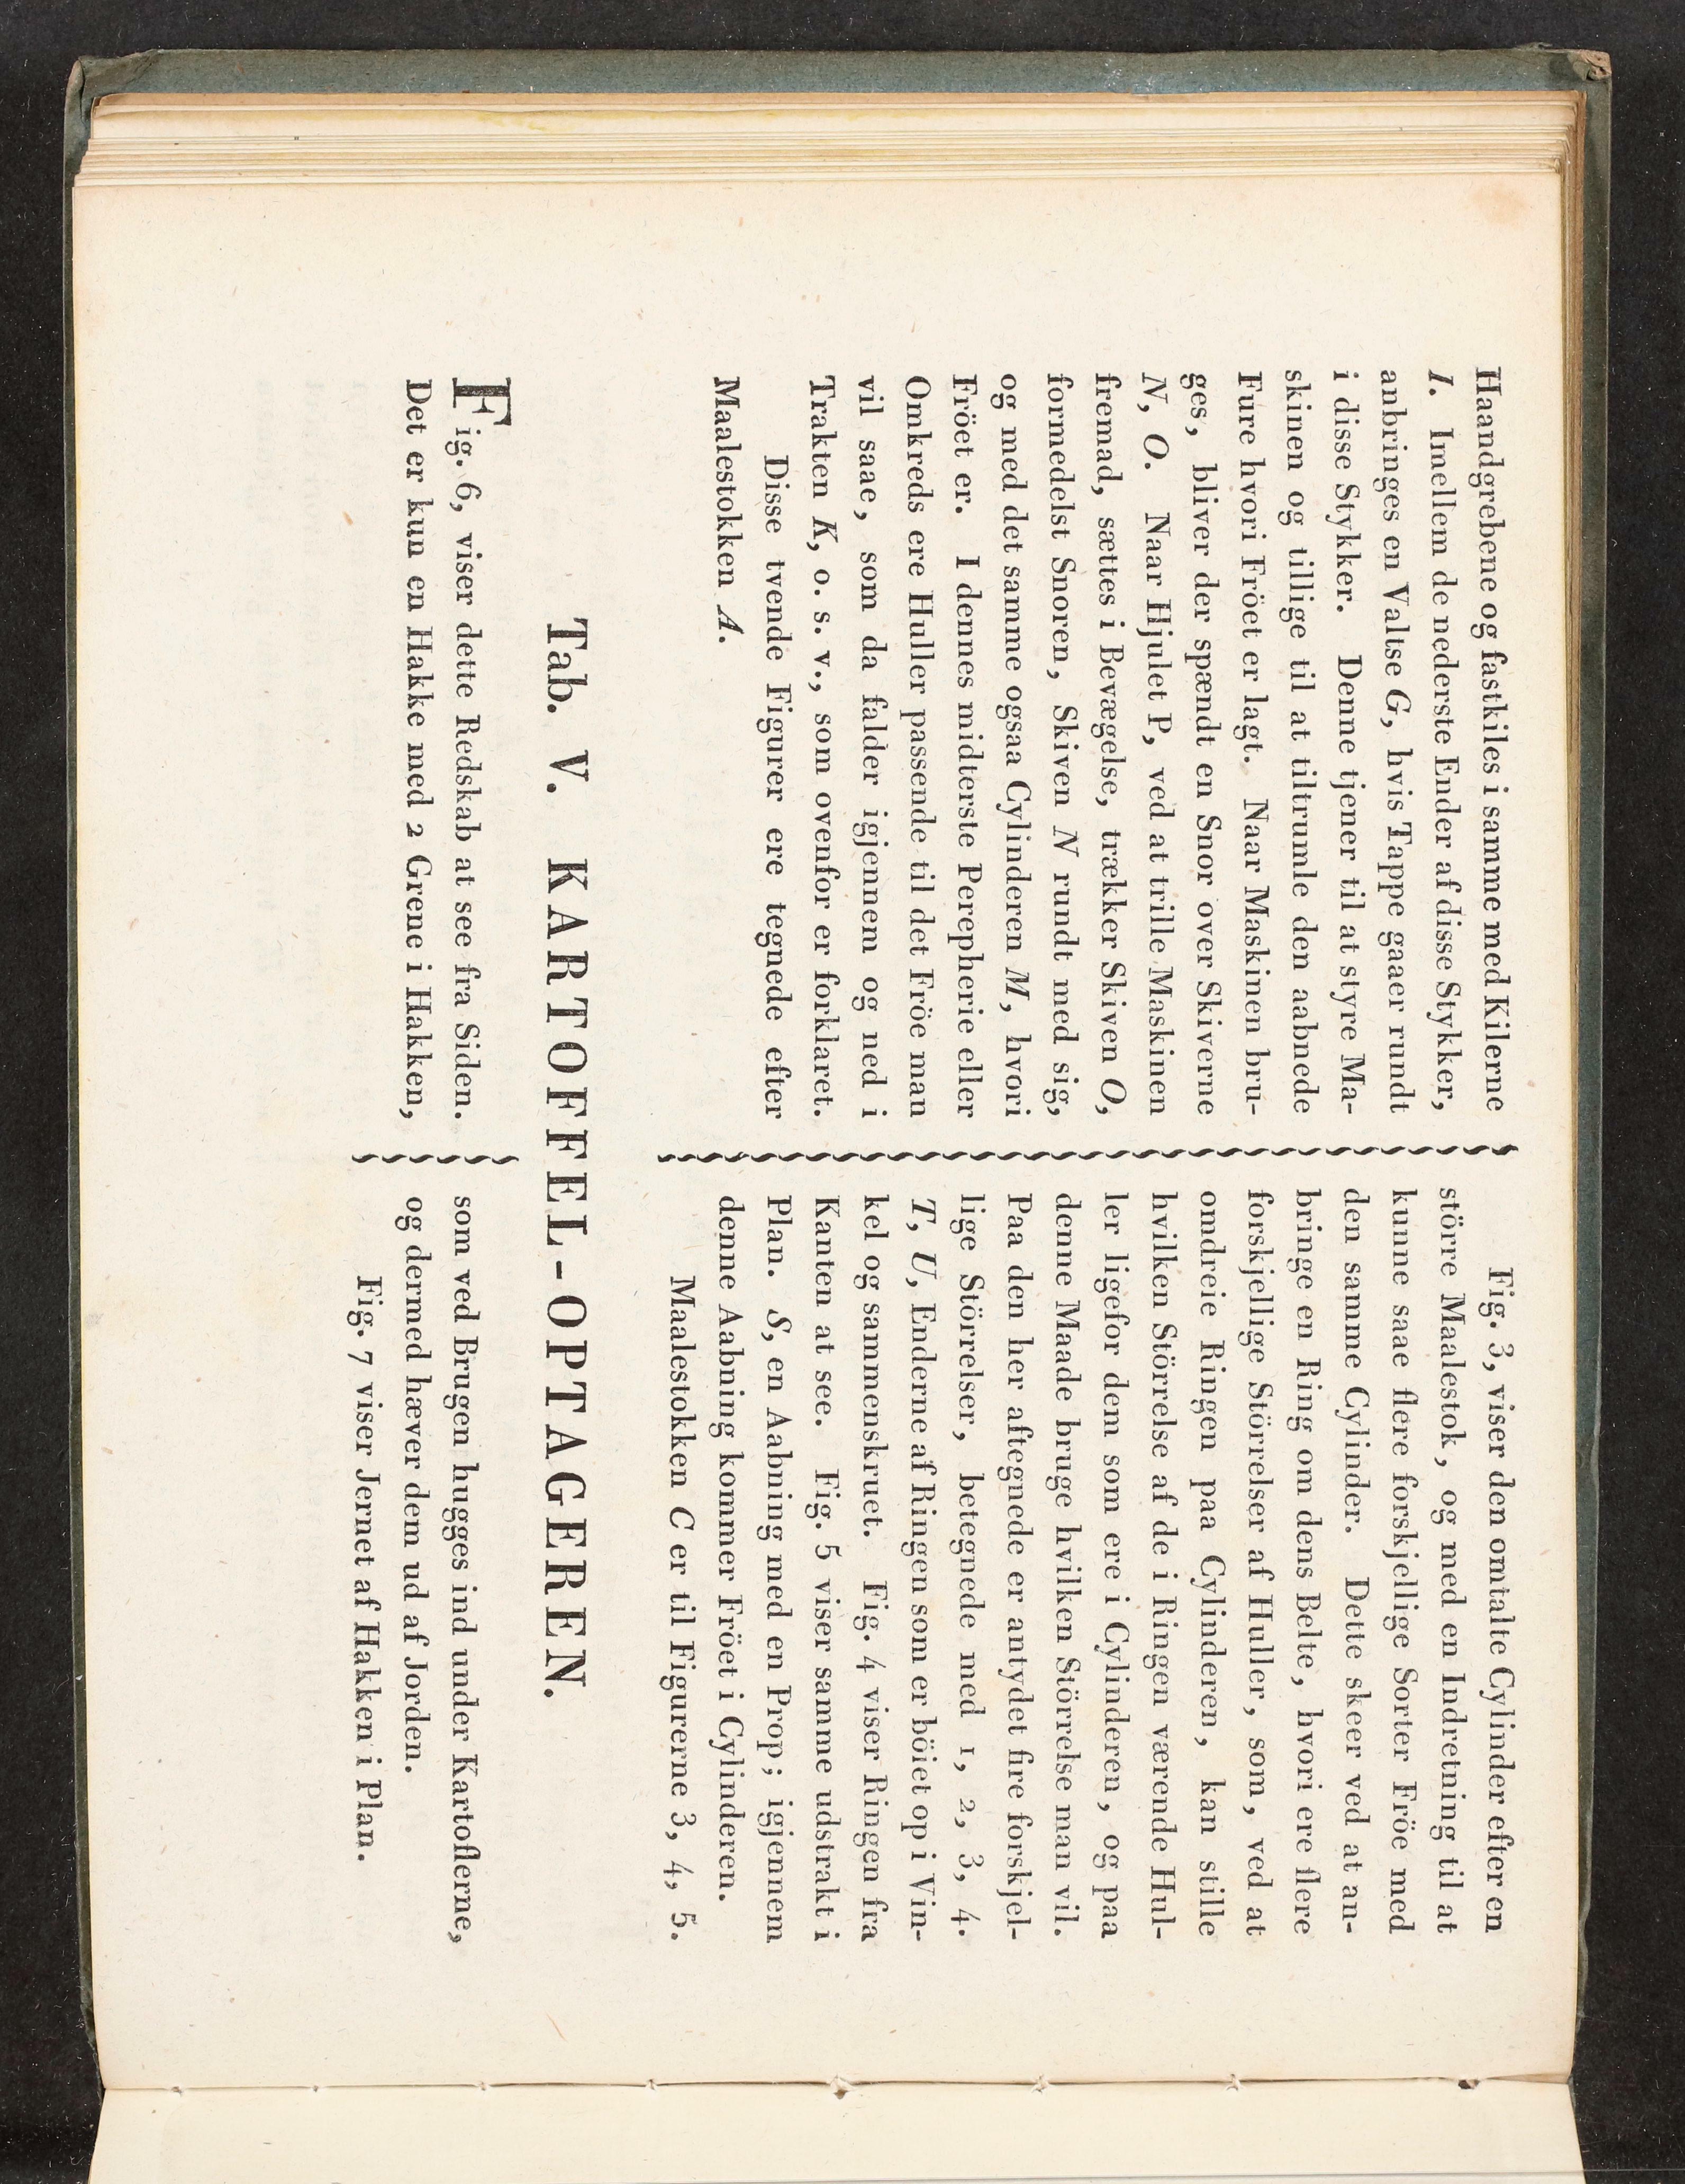 Haandgrebene og fastkiles i samme med Kilerne
I. Imellem de nederste Ender af disse Stykker,
anbringes en Valtse G, hvis Tappe gaaer rundt
i disse Stykker. Denne tjener til at styre Ma-
skinen og tillige til at tiltrumle den aabnede
Fure hvori Fröet er lagt. Naar Maskinen bru-
ges, bliver der spændt en Snor over Skiverne
N, O. Naar Hjulet P, ved at trille Maskinen
fremad, sættes i Bevægelse, trækker Skiven O,
formedelst Snoren, Skiven N rundt med sig,
og med det samme ogsaa Cylinderen M, hvori
Fröet er. I dennes midterste Perepherie eller
Omkreds ere Huller passende til det Fröe man
vil saae, som da falder igjennem og ned i
Trakten K, o. s. v., som ovenfor er forklaret.
Disse tvende Figurer ere tegnede efter
Maalestokken A.
Fig. 3, viser den omtalte Cylinder efter en
större Maalestok, og med en Indretning til at
kunne saae flere forskjellige Sorter Fröe med
den samme Cylinder. Dette skeer ved at an-
bringe en Ring om dens Belte, hvori ere flere
forskjellige Störrelser af Huller, som, ved at
omdreie Ringen paa Cylinderen, kan stille
hvilken Störrelse af de i Ringen værende Hul-
ler ligefor dem som ere i Cylinderen, og paa
denne Maade bruge hvilken Störrelse man vil.
Paa den her aftegnede er antydet fire forskjel-
lige Störrelser, betegnede med 1, 2, 3, 4.
T, U, Enderne af Ringen som er böiet op i Vin-
kel og sammenskruet. Fig. 4 viser Ringen fra
Kanten at see. Fig. 5 viser samme udstrakt i
Plan. S, en Aabning med en Prop; igjennem
denne Aabning kommer Fröet i Cylinderen.
Maalestokken C er til Figurerne 3, 4, 5.
Tab. V. KARTOFFEL-OPTAGEREN.
Fig. 6, viser dette Redskab at see fra Siden.
Det er kun en Hakke med 2 Grene i Hakken,
som ved Brugen hugges ind under Kartoflerne,
og dermed hæver dem ud af Jorden.
Fig. 7 viser Jernet af Hakken i Plan.